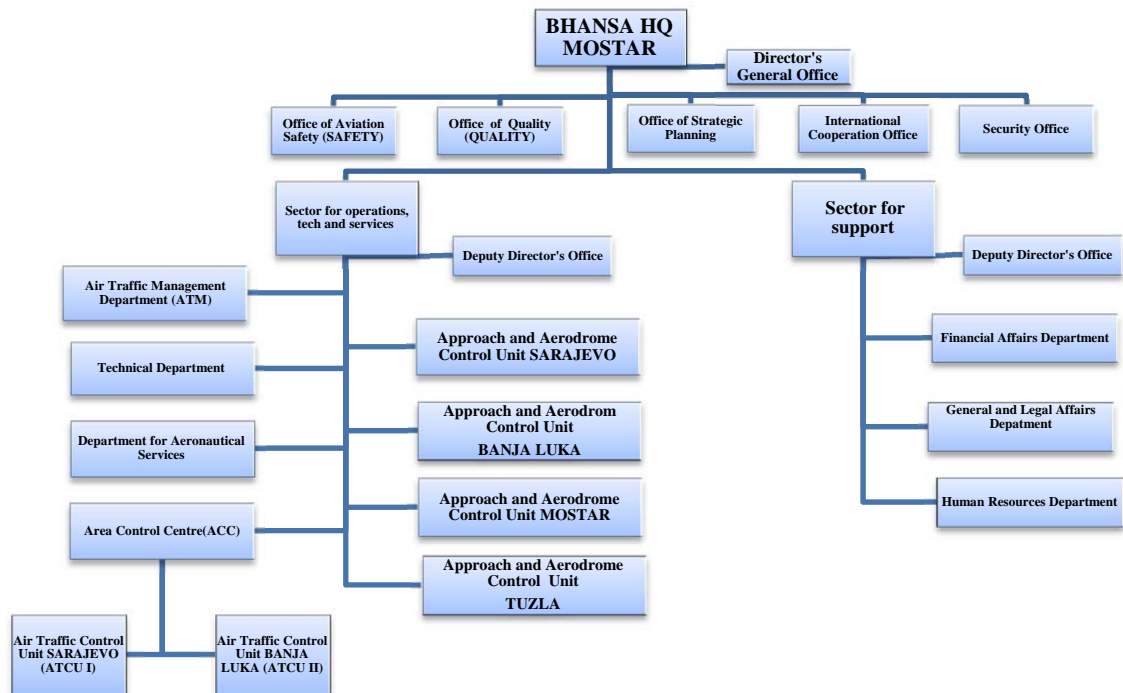 BHANSA HQ
MOSTAR
Director's
General Office
Office of Aviation
Safety (SAFETY)
Office of Quality
(QUALITY)
Office of Strategic
Planning
International
Cooperation Office
Security Office
Sector for operations,
tech and services
Sector for
support
Deputy Director's Office
Deputy Director's Office
Air Traffic Management
Department (ATM)
Approach and Aerodrome
Control Unit SARAJEVO
Financial Affairs Department
Technical Department
Approach and Aerodrom
Control Unit
BANJA LUKA
General and Legal Affairs
Depatment
Department for Aeronautical
Services
Approach and Aerodrome
Control Unit MOSTAR
Human Resources Department
Area Control Centre(ACC)
Approach and Aerodrome
Control Unit
TUZLA
Air Traffic Control
Unit SARAJEVO
(ATCU I)
Air Traffic Control
Unit BANJA
LUKA (ATCU II)